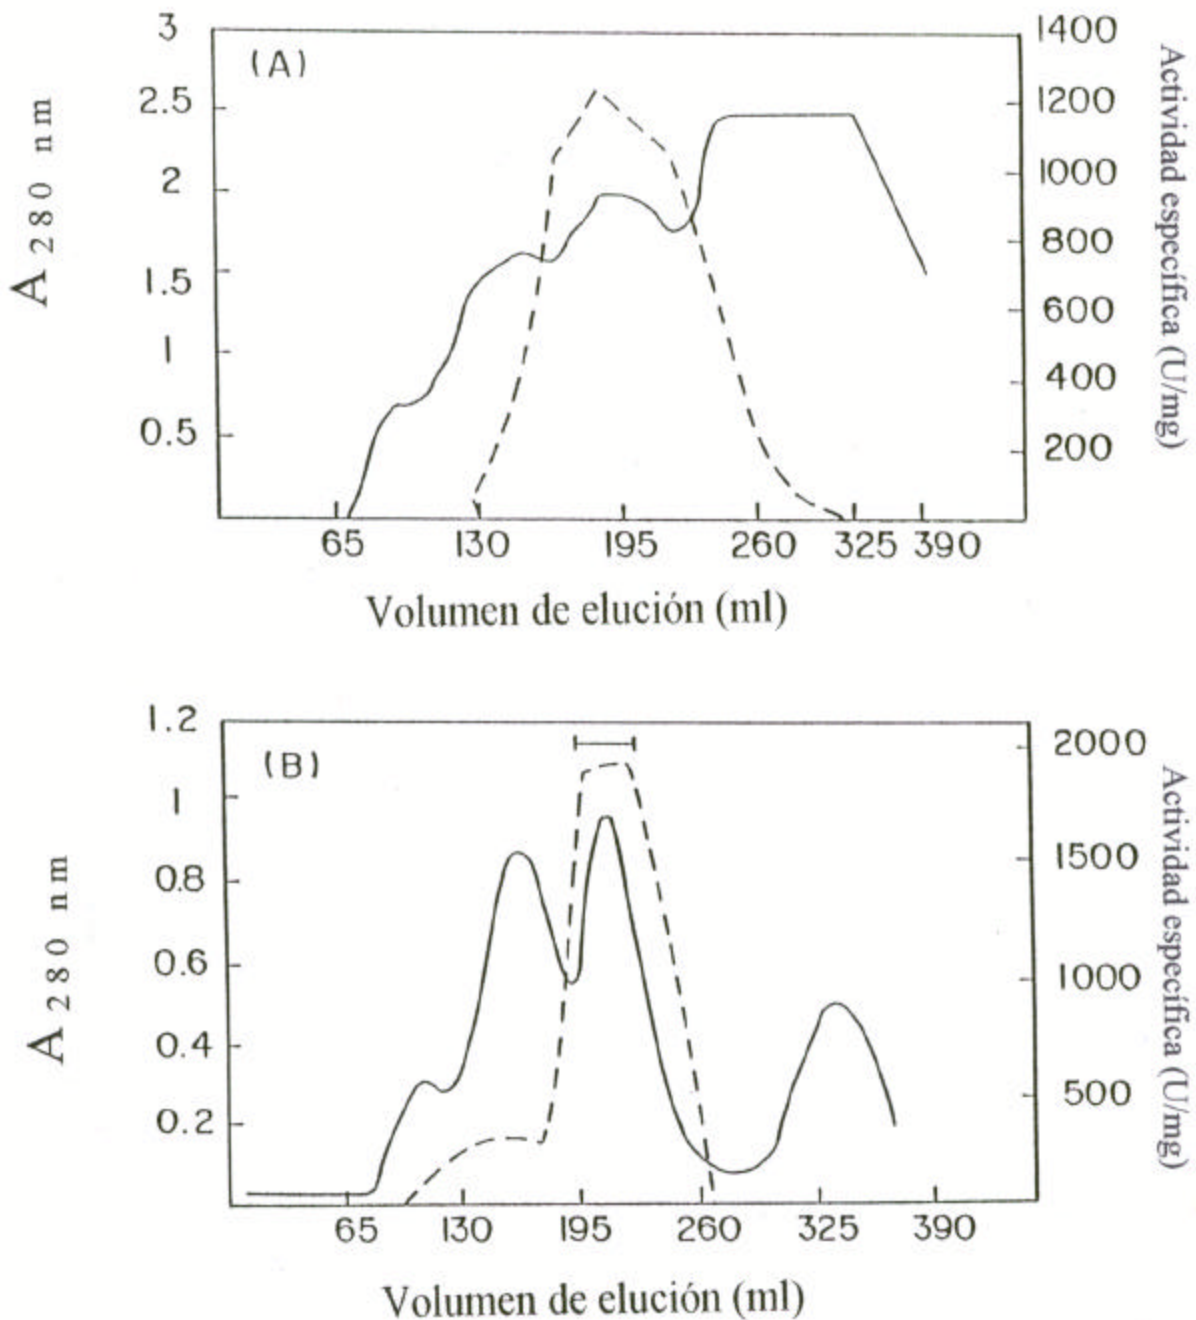 (A)
A 280 nm
3
2.5
2
1.5
1
0.5
1400
1200
1000
800
600
400
200
Actividad específica (U/mg)
65 130 195 260 325 390
Volumen de elución (ml)
(B)
A 280 nm
1.2
1
0.8
0.6
0.4
0.2
2000
1500
1000
500
Actividad específica (U/mg)
65 130 195 260 325 390
Volumen de elución (ml)